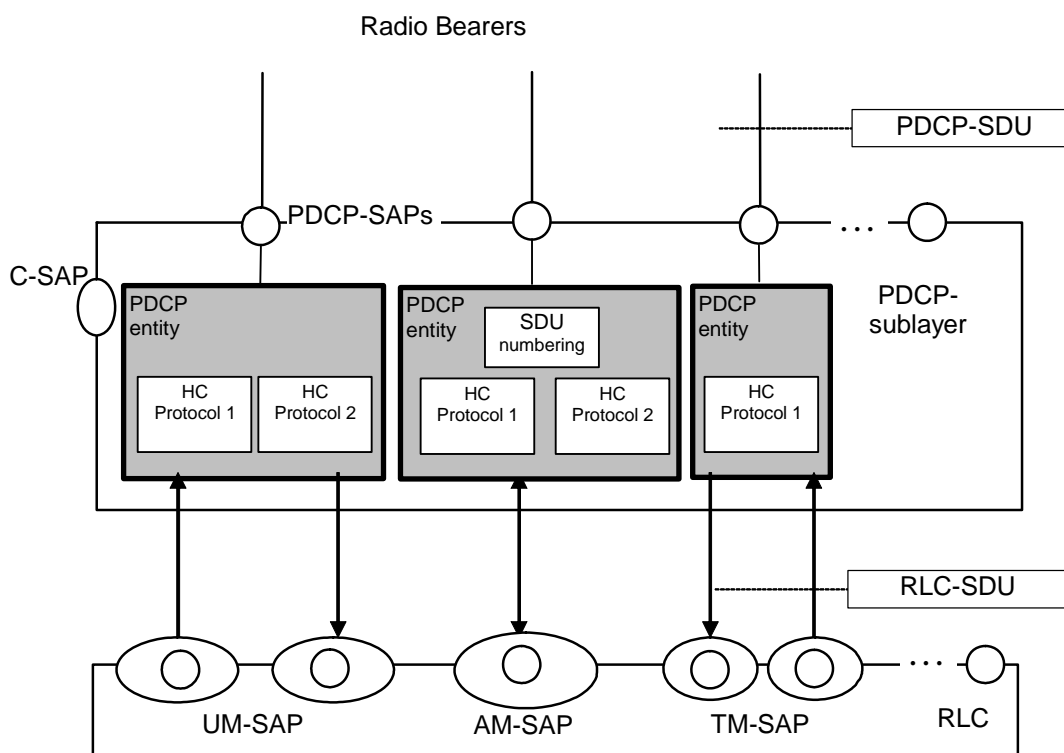 Radio Bearers
PDCP-SDU
PDCP-SAPs
...
C-SAP
PDCP
entity
HC
Protocol 1
HC
Protocol 2
PDCP
entity
SDU
numbering
HC
Protocol 1
HC
Protocol 2
PDCP
entity
HC
Protocol 1
PDCP-
sublayer
RLC-SDU
...
UM-SAP
AM-SAP
TM-SAP
RLC